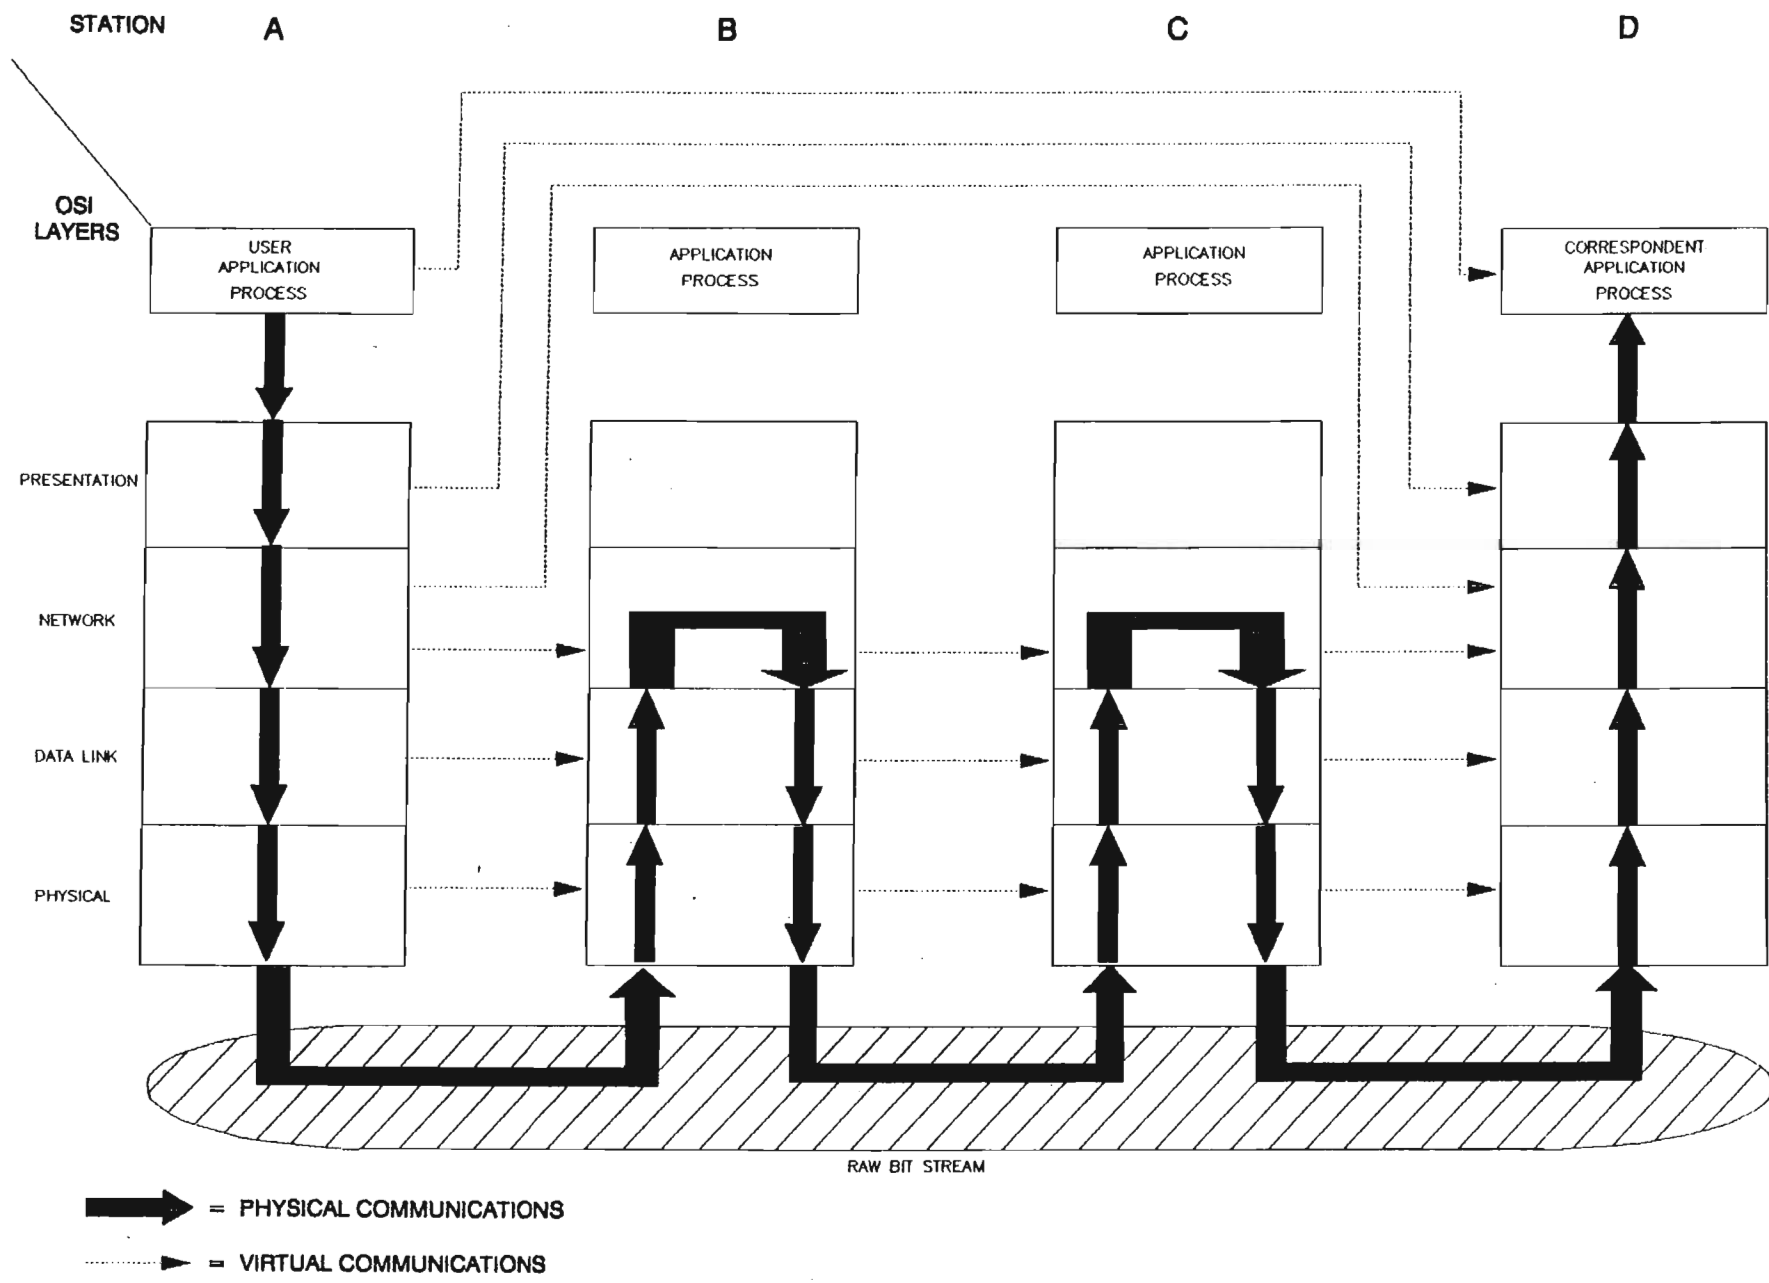 STATION A B C D
OSI
LAYERS
USER
APPLICATION
PROCESS
APPLICATION
PROCESS
APPLICATION
PROCESS
CORRESPONDENT
APPLICATION
PROCESS
PRESENTATION
NETWORK
DATA LINK
PHYSICAL
RAW BIT STREAM
= PHYSICAL COMMUNICATIONS
= VIRTUAL COMMUNICATIONS